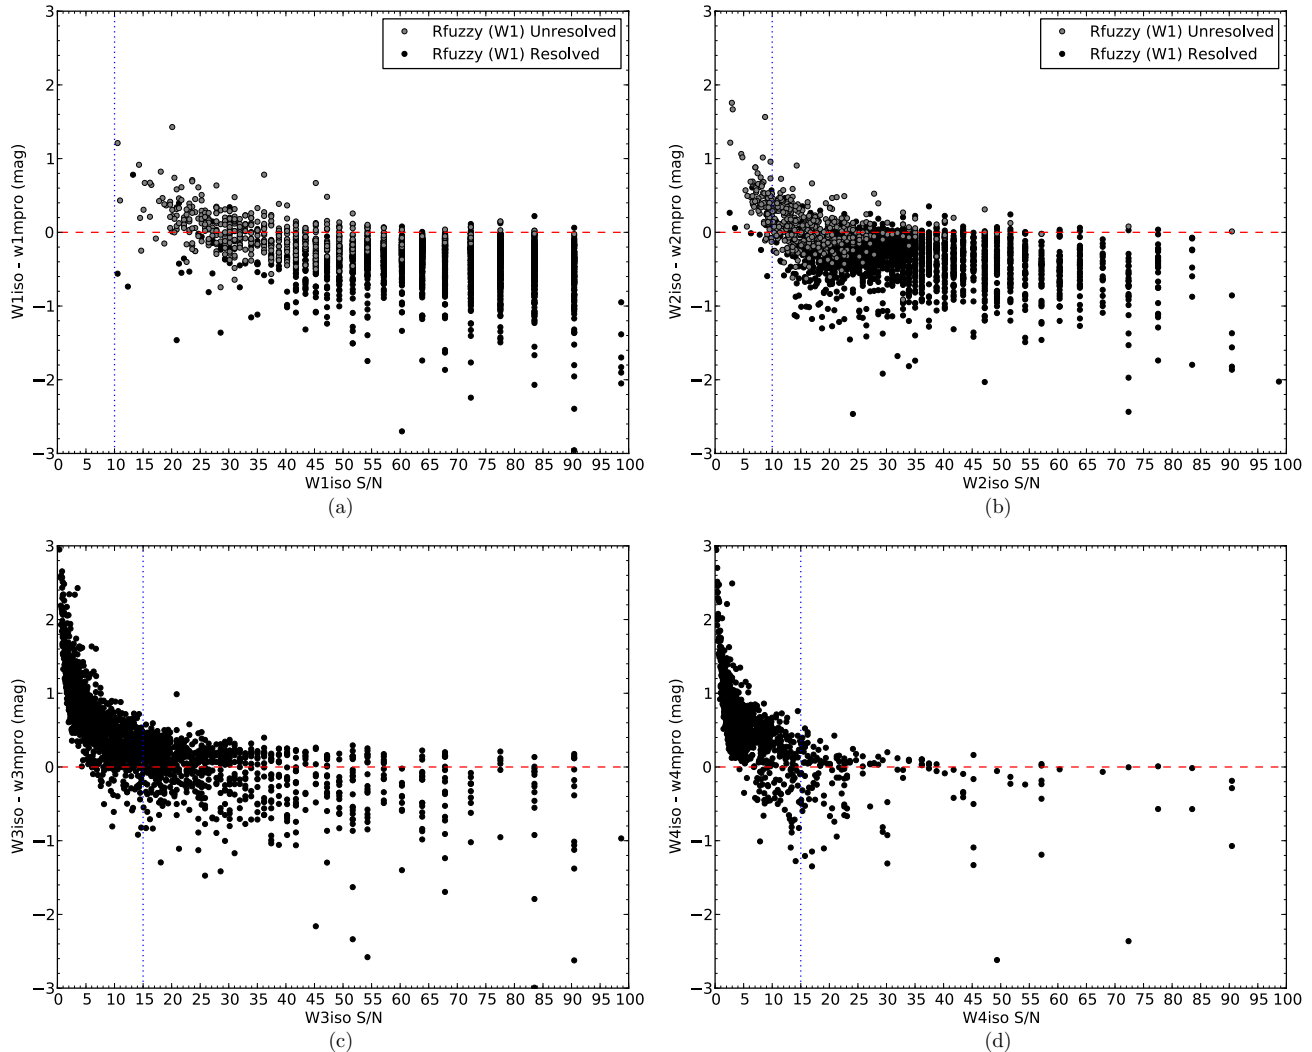 3
2
1
0
−1
−2
−3
W1iso - w1mpro (mag)
Rfuzzy (W1) Unresolved
Rfuzzy (W1) Resolved
0 5 10 15 20 25 30 35 40 45 50 55 60 65 70 75 80 85 90 95 100
W1iso S/N
(a)
3
2
1
0
−1
−2
−3
W2iso - w2mpro (mag)
Rfuzzy (W1) Unresolved
Rfuzzy (W1) Resolved
0 5 10 15 20 25 30 35 40 45 50 55 60 65 70 75 80 85 90 95 100
W2iso S/N
(b)
3
2
1
0
−1
−2
−3
W3iso - w3mpro (mag)
0 5 10 15 20 25 30 35 40 45 50 55 60 65 70 75 80 85 90 95 100
W3iso S/N
(c)
3
2
1
0
−1
−2
−3
W4iso - w4mpro (mag)
0 5 10 15 20 25 30 35 40 45 50 55 60 65 70 75 80 85 90 95 100
W4iso S/N
(d)